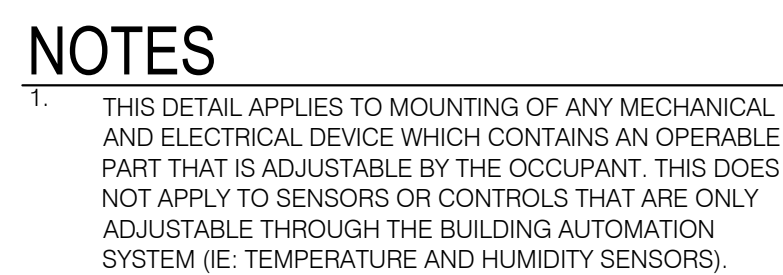 NOTES
1. THIS DETAIL APPLIES TO MOUNTING OF ANY MECHANICAL
AND ELECTRICAL DEVICE WHICH CONTAINS AN OPERABLE
PART THAT IS ADJUSTABLE BY THE OCCUPANT. THIS DOES
NOT APPLY TO SENSORS OR CONTROLS THAT ARE ONLY
ADJUSTABLE THROUGH THE BUILDING AUTOMATION
SYSTEM (IE: TEMPERATURE AND HUMIDITY SENSORS).